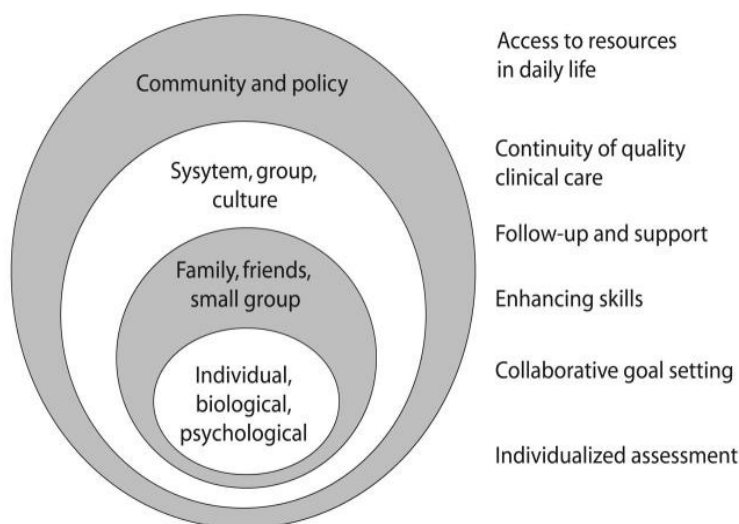 Community and policy
Sysytem, group,
culture
Family, friends,
small group
Individual,
biological,
psychological
Access to resources
in daily life
Continuity of quality
clinical care
Follow-up and support
Enhancing skills
Collaborative goal setting
Individualized assessment